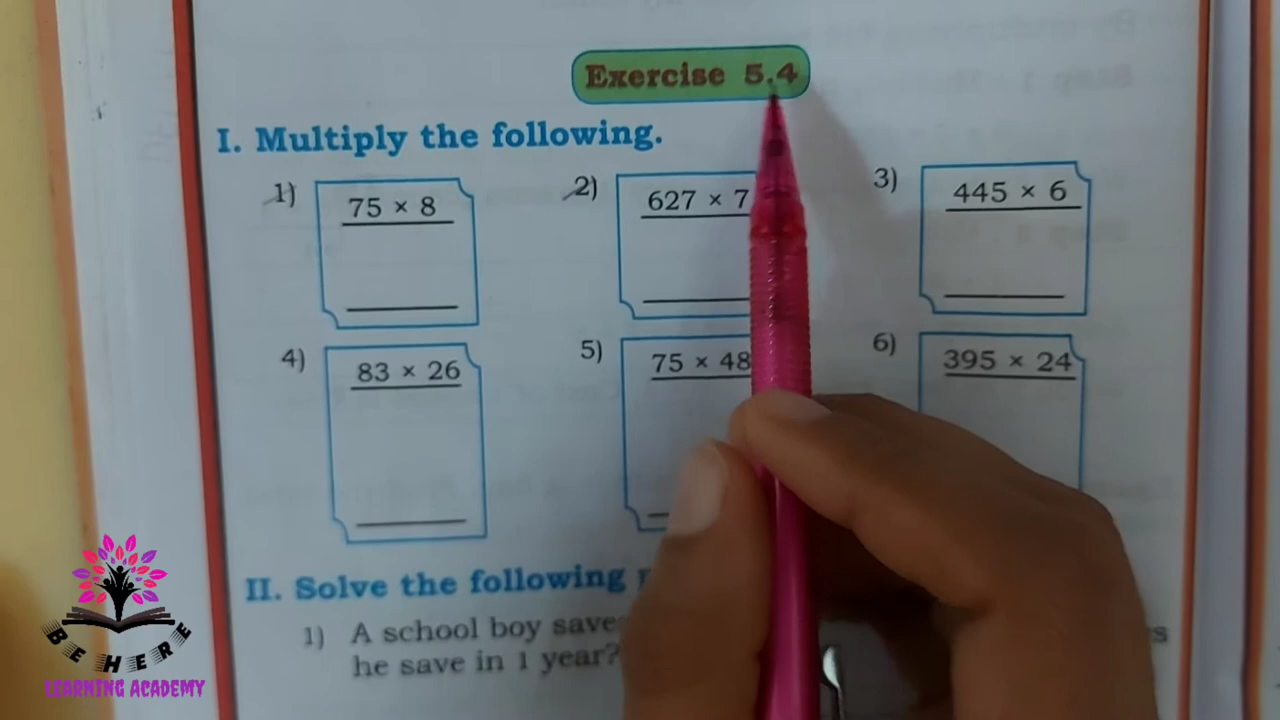 Exercise 5.4
I. Multiply the following.
1) 75 × 8
2) 627 × 7
3) 445 × 6
4) 83 × 26
5) 75 × 48
6) 395 × 24
II. Solve the following
1) A school boy
he save in 1 year?
BE HERE
LEARNING ACADEMY